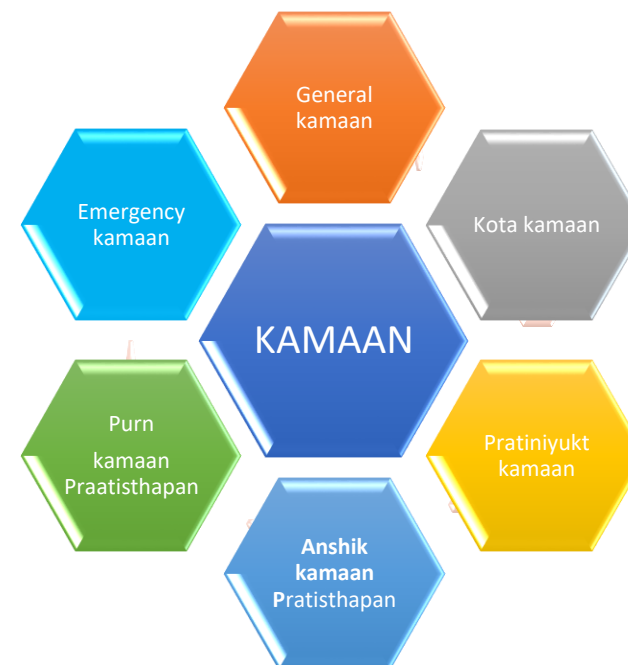 General
kamaan
Emergency
kamaan
Kota kamaan
KAMAAN
Purn
kamaan
Praatisthapan
Pratiniyukt
kamaan
Anshik
kamaan
Pratisthapan